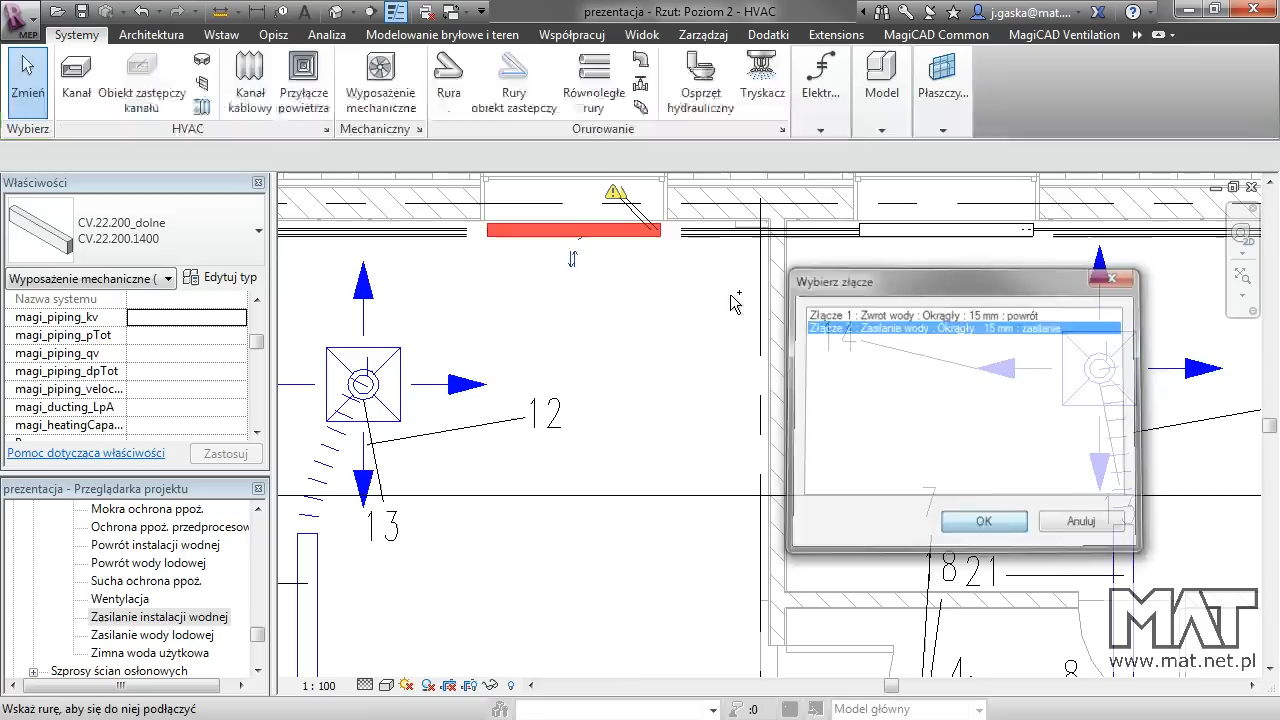 prezentacja - Rzut: Poziom 2 - HVAC
j.gaska@mat....
MEP
Systemy
Architektura
Wstaw
Opisz
Analiza
Modelowanie bryłowe i teren
Współpracuj
Widok
Zarządzaj
Dodatki
Extensions
MagiCAD Common
MagiCAD Ventilation
Zmień
Kanał
Obiekt zastępczy
kanału
Kanał
kablowy
Przyłącze
powietrza
Wyposażenie
mechaniczne
Rura
Rury
obiekt zastępczy
Równoległe
rury
Osprzęt
hydrauliczny
Tryskacz
Elektr...
Model
Płaszczy...
Wybierz
HVAC
Mechaniczny
Orurowanie
Właściwości
CV.22.200_dolne
CV.22.200.1400
Wyposażenie mechaniczne (
Edytuj typ
Nazwa systemu
magi_piping_kv
magi_piping_pTot
magi_piping_qv
magi_piping_dpTot
magi_piping_veloc...
magi_ducting_LpA
magi_heatingCapa...
Pomoc dotycząca właściwości
Zastosuj
prezentacja - Przeglądarka projektu
Mokra ochrona ppoż.
Ochrona ppoż. przedprocesow
Powrót instalacji wodnej
Powrót wody lodowej
Sucha ochrona ppoż.
Wentylacja
Zasilanie instalacji wodnej
Zasilanie wody lodowej
Zimna woda użytkowa
Szprosy ścian osłonowych
2D
12
13
Wybierz złącze
Złącze 1 : Zwrot wody : Okrągły : 15 mm : powrót
Złącze 2 : Zasilanie wody : Okrągły : 15 mm : zasilanie
14
7
OK
Anuluj
18
21
4
8
MAT
www.mat.net.pl
1 : 100
Wskaż rurę, aby się do niej podłączyć
:0
Model główny